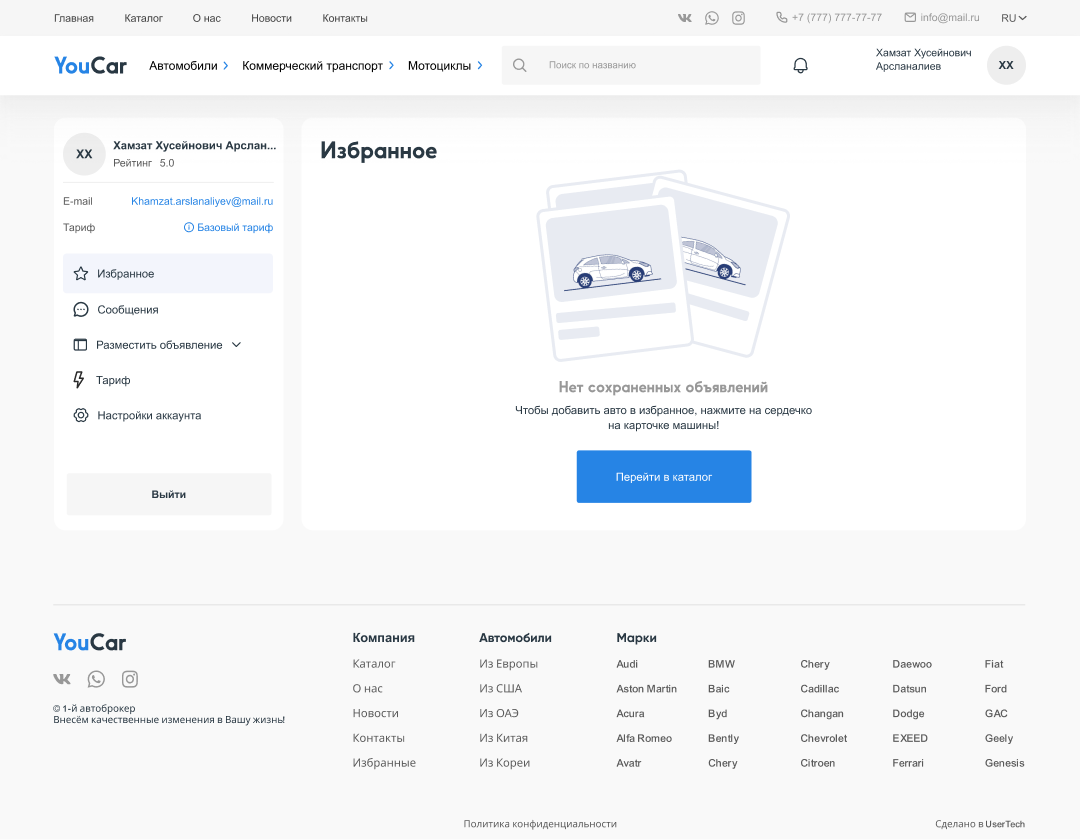 Главная Каталог О нас Новости Контакты +7 (777) 777-77-77 info@mail.ru RU
YouCar Автомобили Коммерческий транспорт Мотоциклы Поиск по названию Хамзат Хусейнович
Арсланалиев
XX
XX
Хамзат Хусейнович Арслан...
Рейтинг 5.0
E-mail Khamzat.arslanaliyev@mail.ru
Тариф Базовый тариф
Избранное
Сообщения
Разместить объявление
Тариф
Настройки аккаунта
Выйти
Избранное
Нет сохраненных объявлений
Чтобы добавить авто в избранное, нажмите на сердечко
на карточке машины!
Перейти в каталог
YouCar
© 1-й автоброкер
Внесём качественные изменения в Вашу жизнь!
Компания
Каталог
О нас
Новости
Контакты
Избранные
Автомобили
Из Европы
Из США
Из ОАЭ
Из Китая
Из Кореи
Марки
Audi BMW Chery Daewoo Fiat
Aston Martin Baic Cadillac Datsun Ford
Acura Byd Changan Dodge GAC
Alfa Romeo Bently Chevrolet EXEED Geely
Avatr Chery Citroen Ferrari Genesis
Политика конфиденциальности Сделано в UserTech